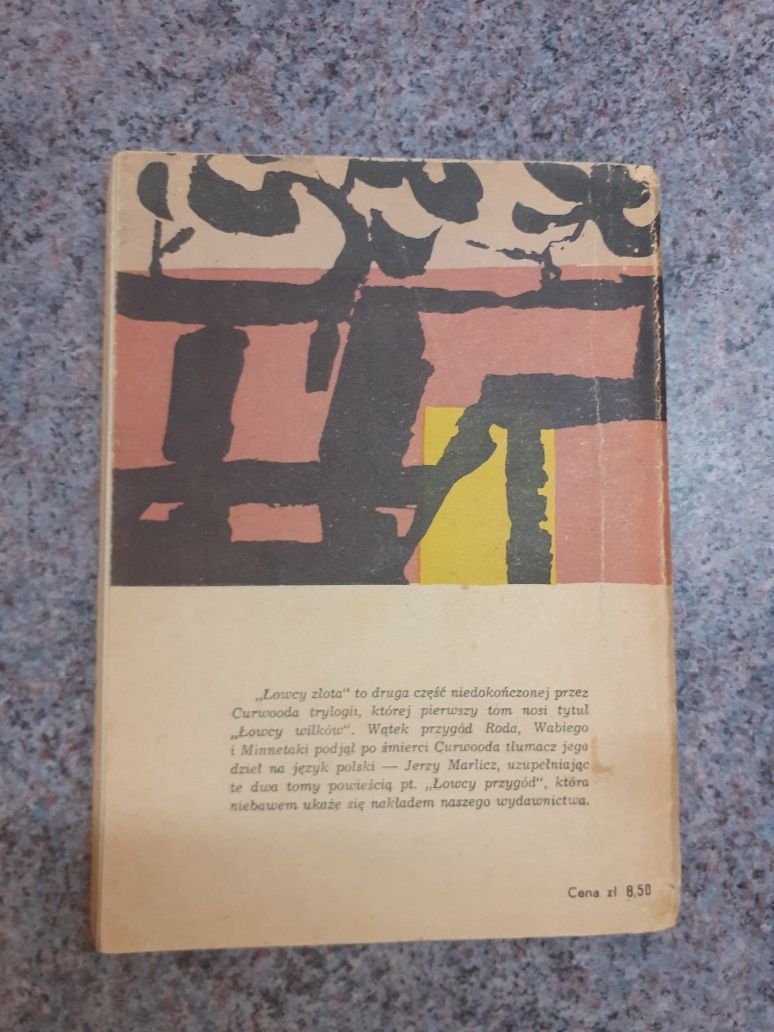 „Łowcy złota" to druga część niedokończonej przez
Curwooda trylogii, której pierwszy tom nosi tytuł
„Łowcy wilków". Wątek przygód Roda, Wabiego
i Minnetaki podjął po śmierci Curwooda tłumacz jego
dzieł na język polski — Jerzy Marlicz, uzupełniając
te dwa tomy powieścią pt. „Łowcy przygód", która
niebawem ukaże się nakładem naszego wydawnictwa.
Cena zł 8,50